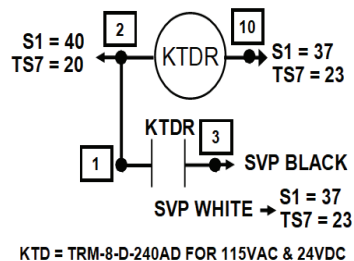 2
10
S1 = 40
TS7 = 20
KTDR
S1 = 37
TS7 = 23
KTDR
3
1
SVP BLACK
SVP WHITE
S1 = 37
TS7 = 23
KTD = TRM-8-D-240AD FOR 115VAC & 24VDC